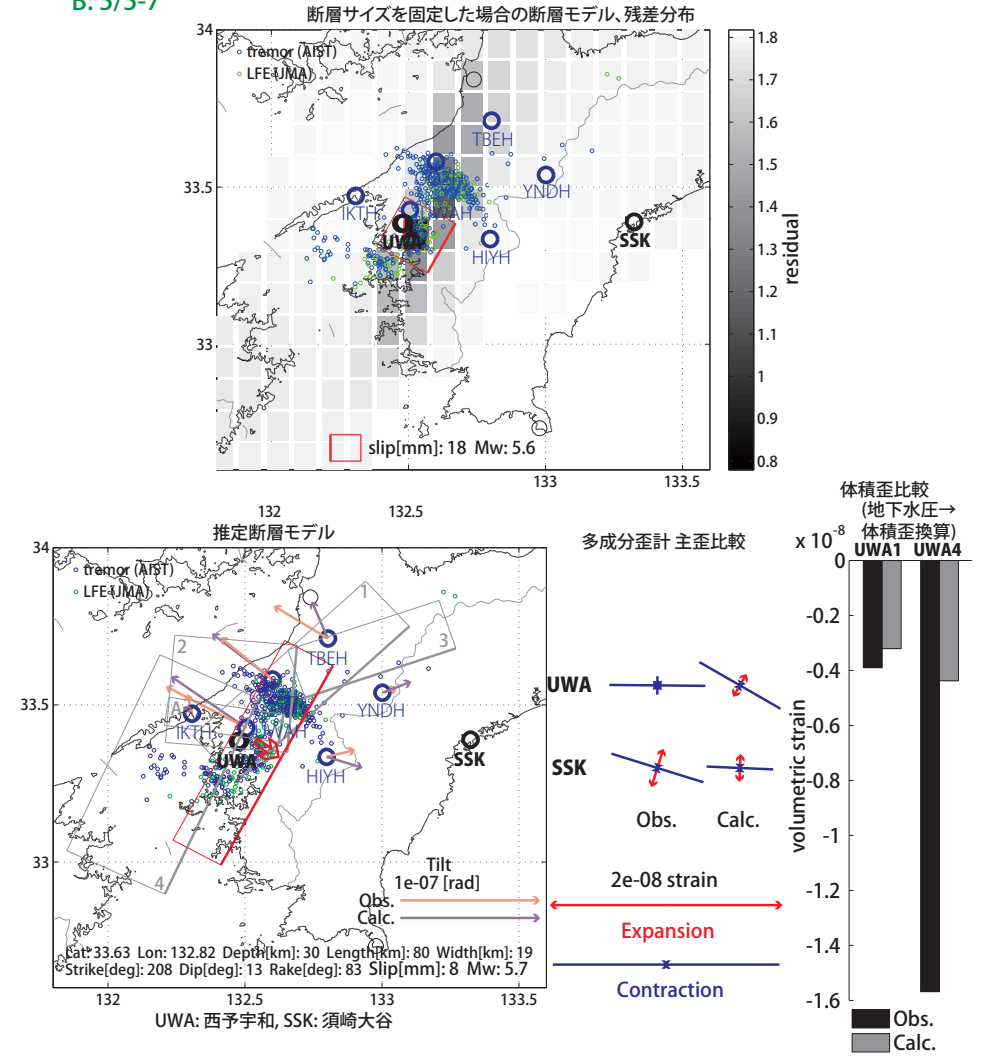 B: 5/5-7
断層サイズを固定した場合の断層モデル、残差分布
34
tremor (AIST)
LFE(JMA)
TBEH
33.5
YNDH
IKTH
UWAH
UWA
SSK
HIYH
33
slip[mm]: 18 Mw: 5.6
133
133.5
1.8
1.7
1.6
1.5
1.4
1.3
1.2
1.1
1
0.9
0.8
residual
132
132.5
推定断層モデル
34
tremor (AIST)
LFE(JMA)
1
2
3
TBEH
33.5
YNDH
A
IKTH
UWAH
UWA
SSK
HIYH
33
4
Tilt
1e-07 [rad]
Obs.
Calc.
Lat: 33.63 Lon: 132.82 Depth[km]: 30 Length[km]: 80 Width[km]: 19
Strike[deg]: 208 Dip[deg]: 13 Rake[deg]: 83 Slip[mm]: 8 Mw: 5.7
132
132.5
133
133.5
UWA: 西予宇和, SSK: 須崎大谷
多成分歪計 主歪比較
UWA
SSK
Obs.
Calc.
2e-08 strain
Expansion
Contraction
体積歪比較
(地下水圧→
体積歪換算)
x 10-8
UWA1 UWA4
0
-0.2
-0.4
-0.6
-0.8
-1
-1.2
-1.4
-1.6
volumetric strain
Obs.
Calc.